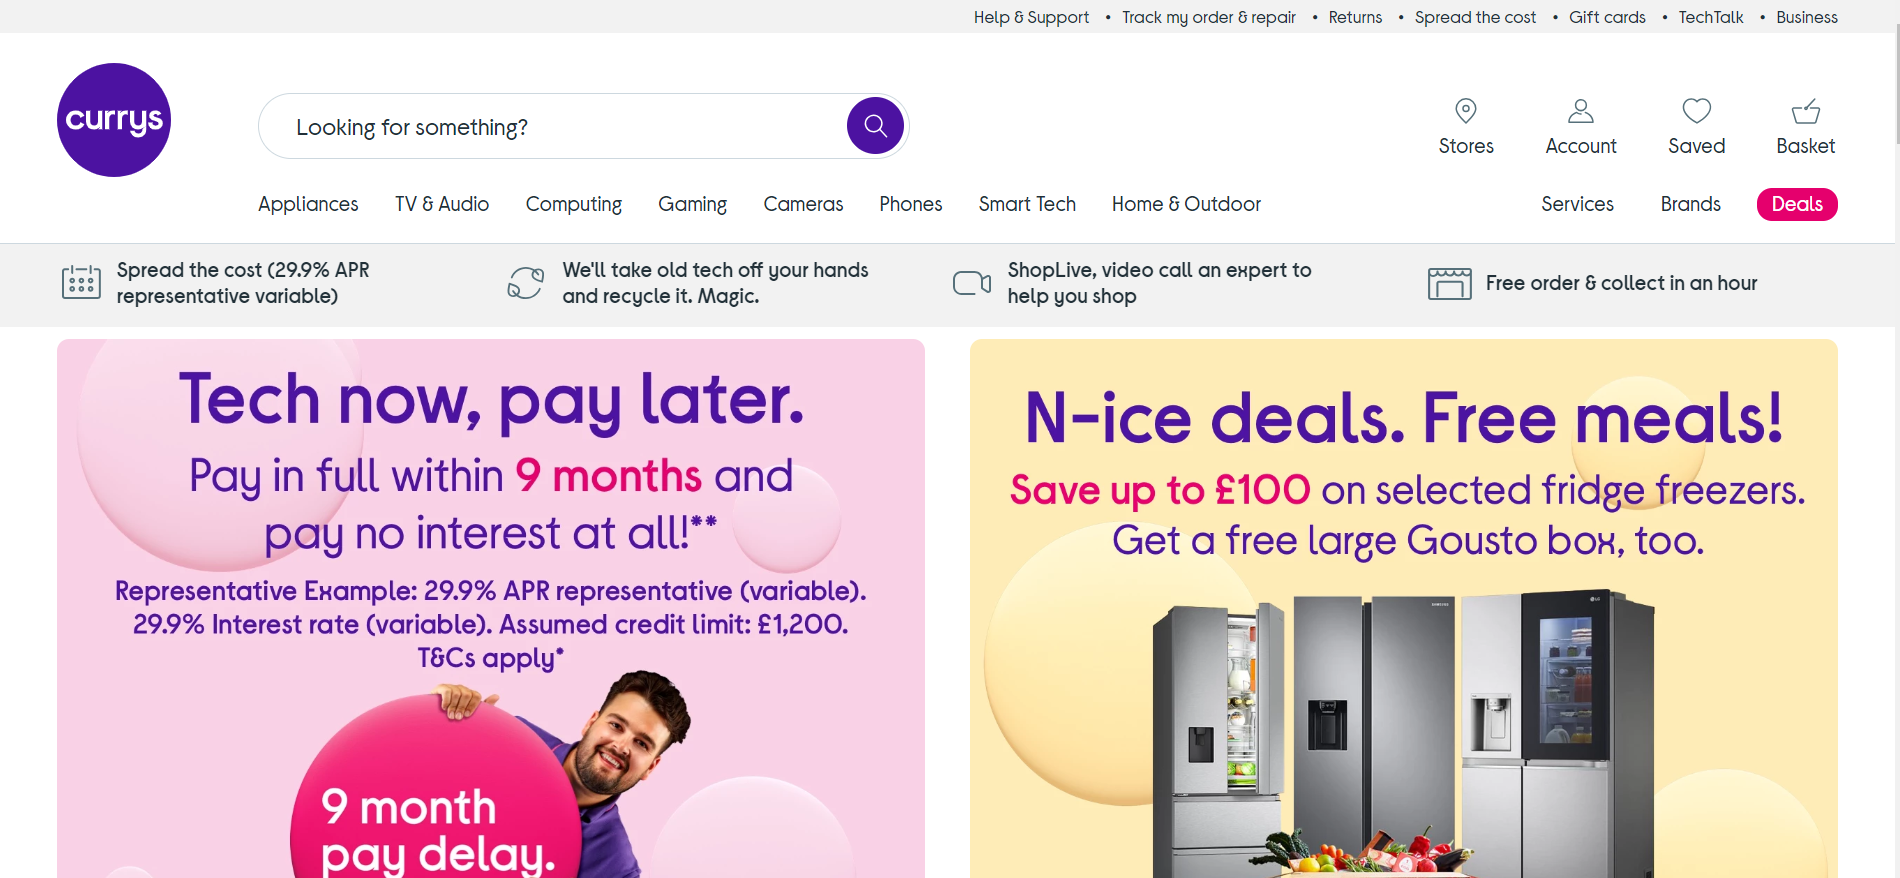 Help & Support • Track my order & repair • Returns • Spread the cost • Gift cards • TechTalk • Business
currys
Looking for something?
Stores
Account
Saved
Basket
Appliances
TV & Audio
Computing
Gaming
Cameras
Phones
Smart Tech
Home & Outdoor
Services
Brands
Deals
Spread the cost (29.9% APR
representative variable)
We'll take old tech off your hands
and recycle it. Magic.
ShopLive, video call an expert to
help you shop
Free order & collect in an hour
Tech now, pay later.
Pay in full within 9 months and
pay no interest at all!**
Representative Example: 29.9% APR representative (variable).
29.9% Interest rate (variable). Assumed credit limit: £1,200.
T&Cs apply*
9 month
pay delay.
N-ice deals. Free meals!
Save up to £100 on selected fridge freezers.
Get a free large Gousto box, too.
SAMSUNG
LG